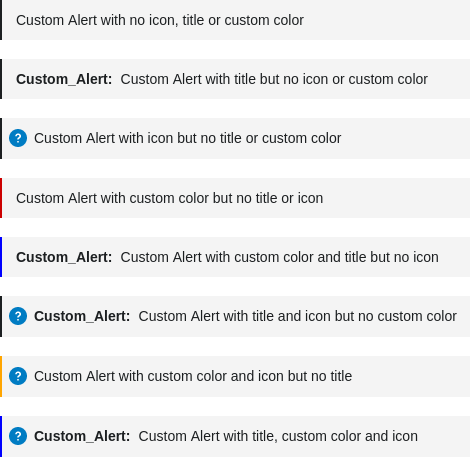 Custom Alert with no icon, title or custom color
Custom_Alert: Custom Alert with title but no icon or custom color
? Custom Alert with icon but no title or custom color
Custom Alert with custom color but no title or icon
Custom_Alert: Custom Alert with custom color and title but no icon
? Custom_Alert: Custom Alert with title and icon but no custom color
? Custom Alert with custom color and icon but no title
? Custom_Alert: Custom Alert with title, custom color and icon